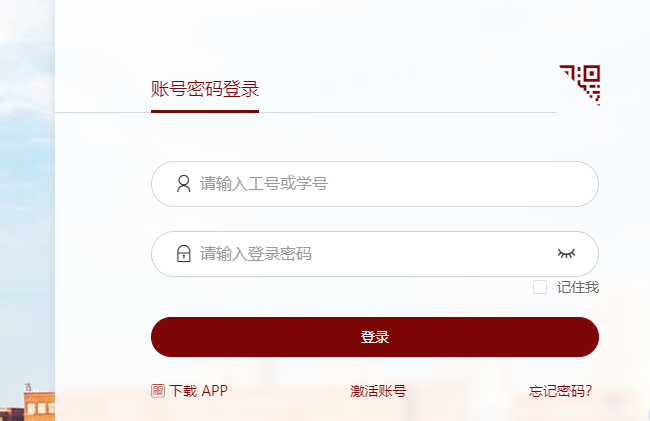 账号密码登录
请输入工号或学号
请输入登录密码
记住我
登录
下载 APP
激活账号
忘记密码?